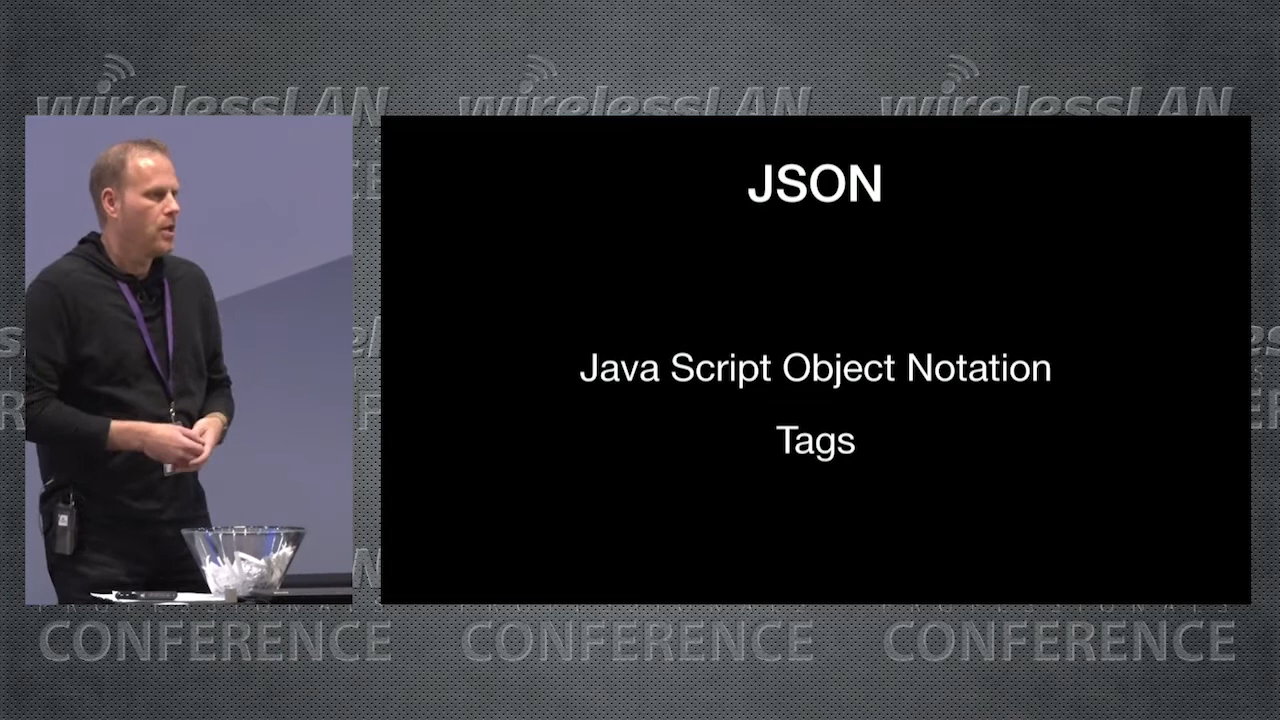 wirelessLAN wirelessLAN wirelessLAN
JSON
Java Script Object Notation
Tags
CONFERENCE CONFERENCE CONFERENCE